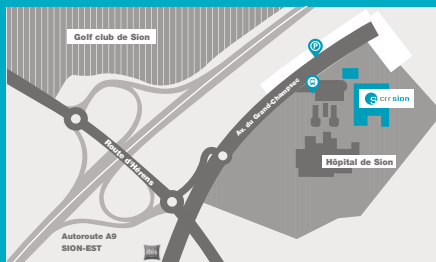 Golf club de Sion
P
crr sion
Av. du Grand-Champsec
Route d'Hérens
Hôpital de Sion
Autoroute A9
SION-EST
ibis